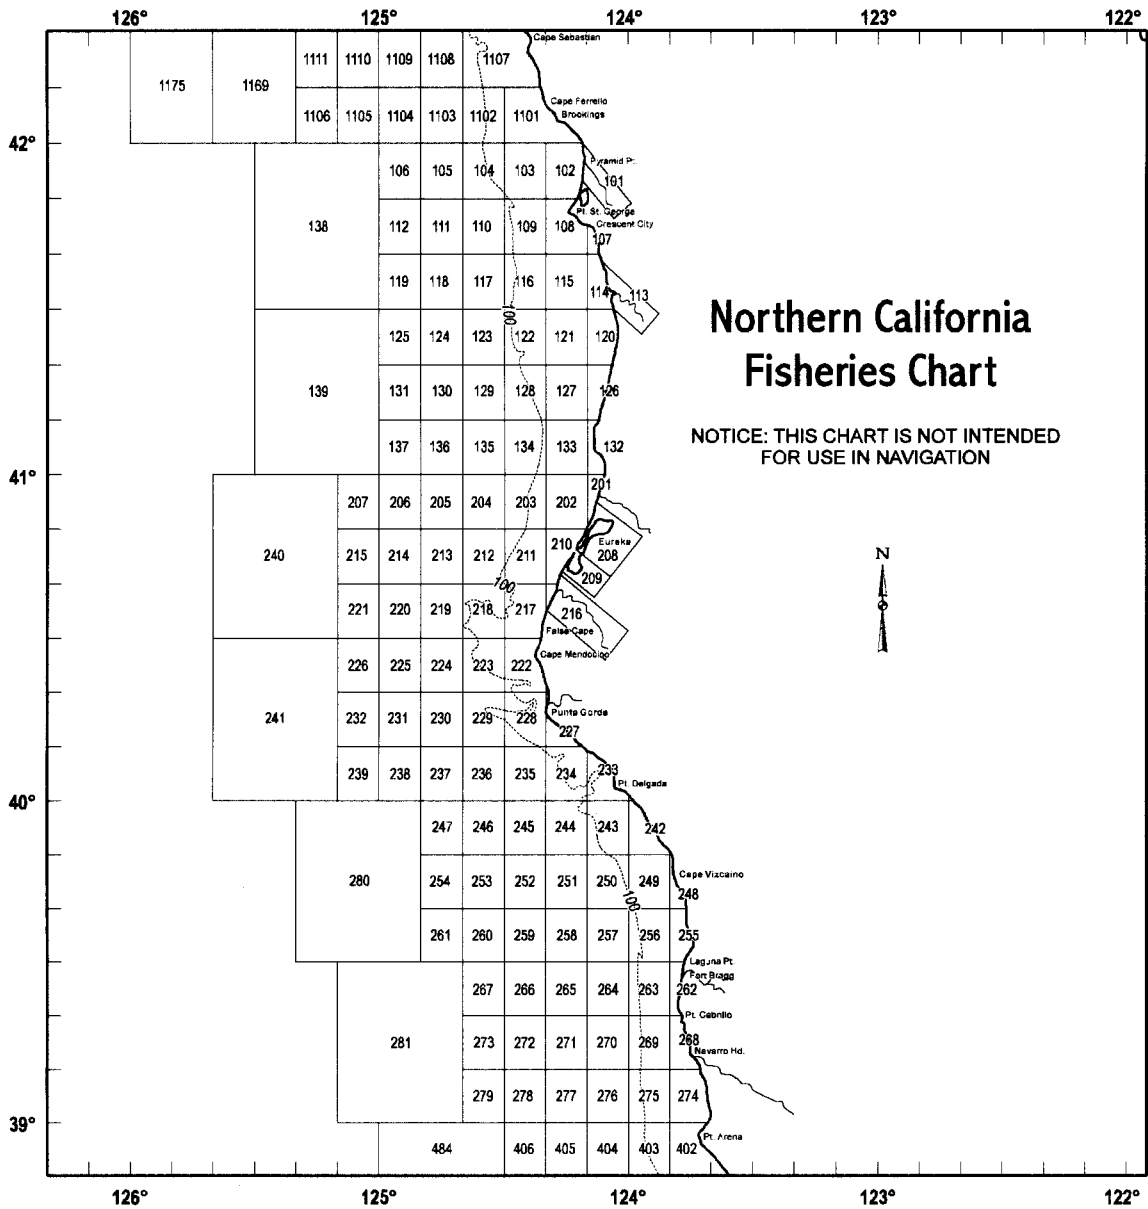 126° 125° 124° 123° 122°
Cape Sebastian
1111 1110 1109 1108 1107
1175 1169
Cape Ferrello
Brookings
1106 1105 1104 1103 1102 1101
42°
Pyramid Pt.
106 105 104 103 102 101
Pt. St. George
Crescent City
138 112 111 110 109 108 107
119 118 117 116 115 114 113
100
Northern California
Fisheries Chart
125 124 123 122 121 120
139 131 130 129 128 127 126
NOTICE: THIS CHART IS NOT INTENDED
FOR USE IN NAVIGATION
137 136 135 134 133 132
41°
201
207 206 205 204 203 202
Eureka
240 215 214 213 212 211 210 208
N
209
100
221 220 219 218 217 216
False Cape
Cape Mendocino
226 225 224 223 222
Punta Gorda
241 232 231 230 229 228 227
239 238 237 236 235 234 233
Pt. Delgada
40°
247 246 245 244 243 242
Cape Vizcaino
280 254 253 252 251 250 249 248
100
261 260 259 258 257 256 255
Laguna Pt.
Fort Bragg
267 266 265 264 263 262
Pt. Cabrillo
281 273 272 271 270 269 268
Navarro Hd.
279 278 277 276 275 274
39°
Pt. Arena
484 406 405 404 403 402
126° 125° 124° 123° 122°